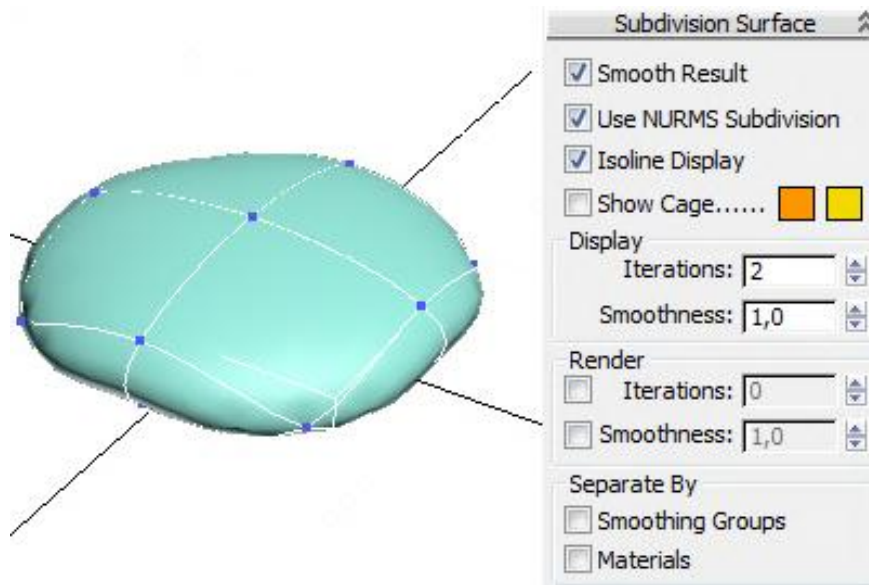 Subdivision Surface
Smooth Result
Use NURMS Subdivision
Isoline Display
Show Cage......
Display
Iterations: 2
Smoothness: 1,0
Render
Iterations: 0
Smoothness: 1,0
Separate By
Smoothing Groups
Materials